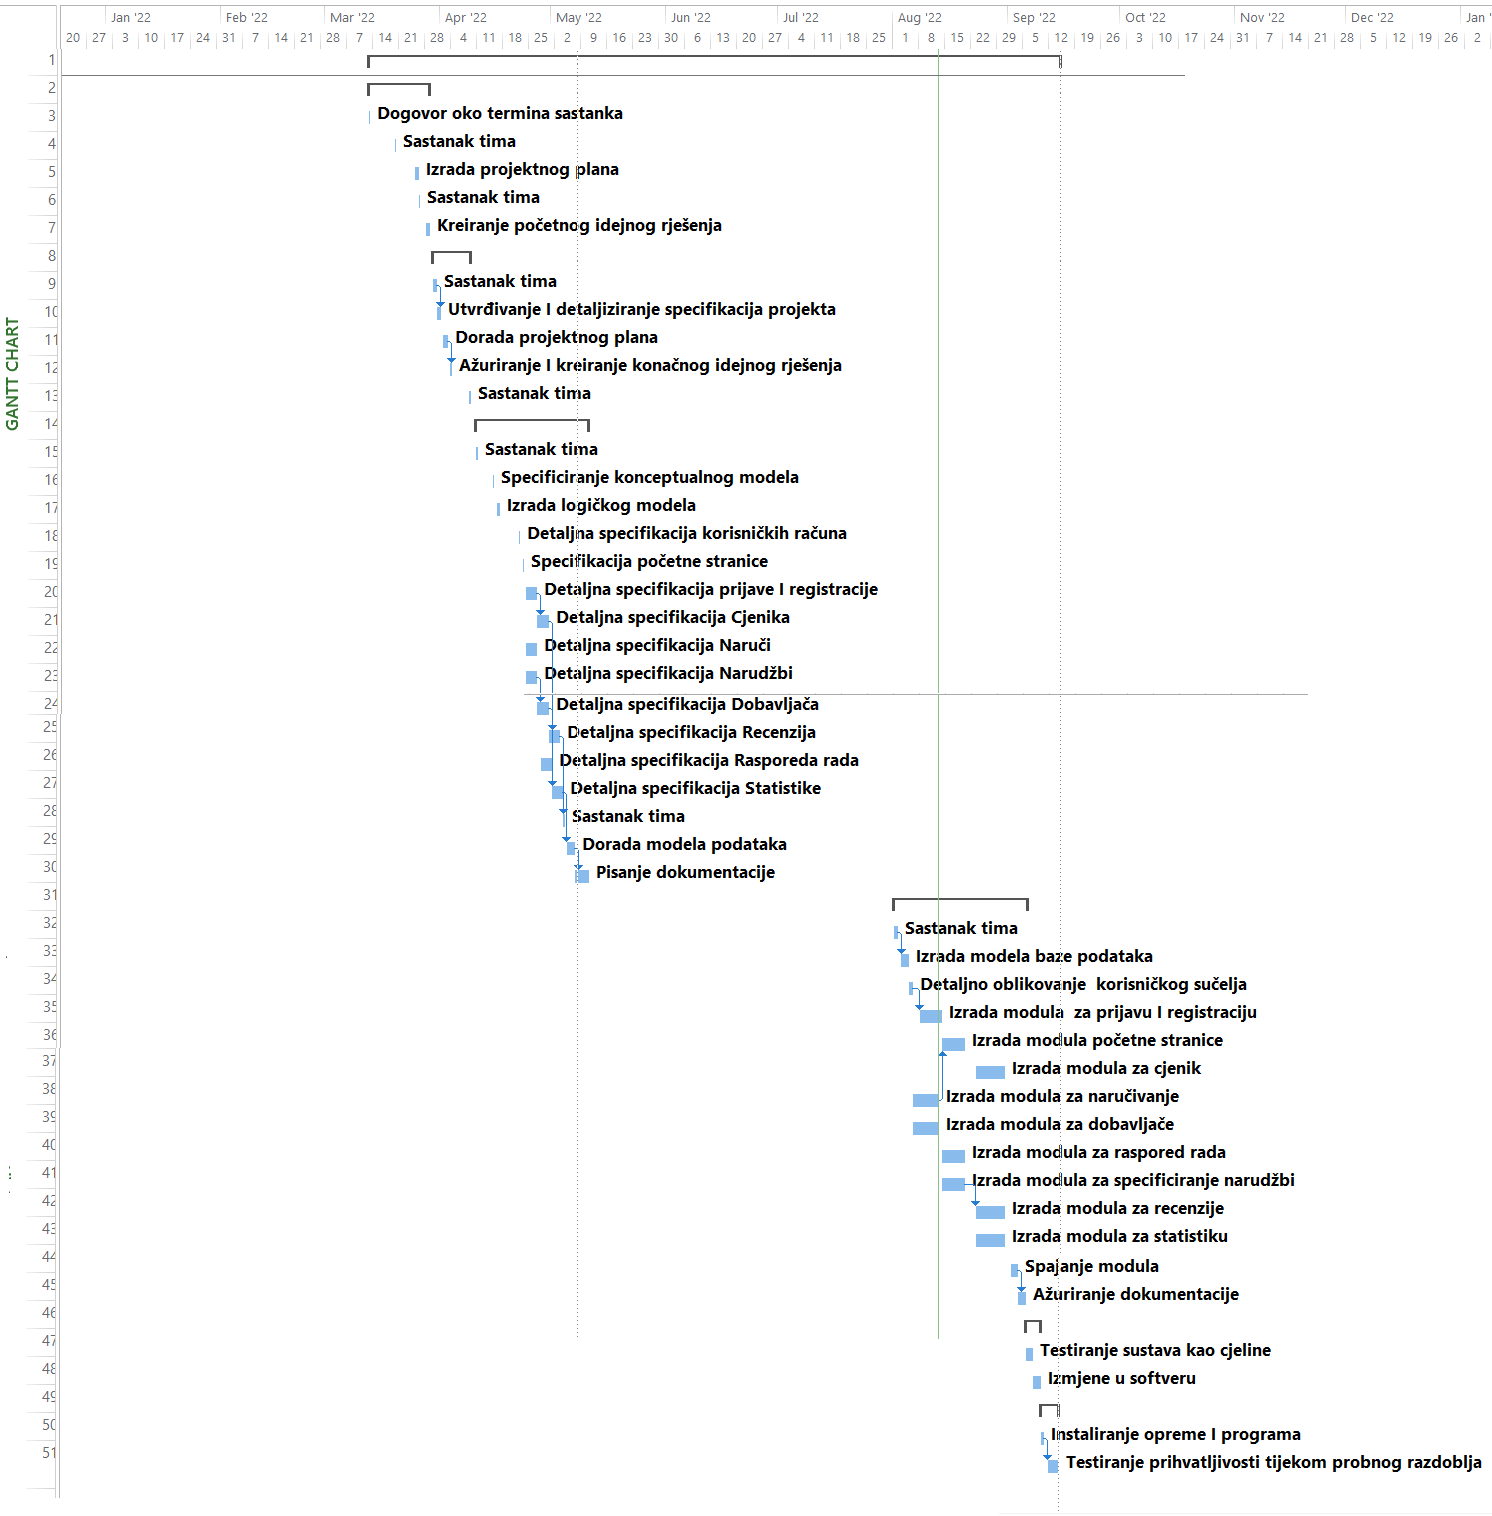 Jan '22 Feb '22 Mar '22 Apr '22 May '22 Jun '22 Jul '22 Aug '22 Sep '22 Oct '22 Nov '22 Dec '22 Jan '
20 27 3 10 17 24 31 7 14 21 28 7 14 21 28 4 11 18 25 2 9 16 23 30 6 13 20 27 4 11 18 25 1 8 15 22 29 5 12 19 26 3 10 17 24 31 7 14 21 28 5 12 19 26 2
GANTT CHART
1
2
3 Dogovor oko termina sastanka
4 Sastanak tima
5 Izrada projektnog plana
6 Sastanak tima
7 Kreiranje početnog idejnog rješenja
8
9 Sastanak tima
10 Utvrđivanje I detaljiziranje specifikacija projekta
11 Dorada projektnog plana
12 Ažuriranje I kreiranje konačnog idejnog rješenja
13 Sastanak tima
14
15 Sastanak tima
16 Specificiranje konceptualnog modela
17 Izrada logičkog modela
18 Detaljna specifikacija korisničkih računa
19 Specifikacija početne stranice
20 Detaljna specifikacija prijave I registracije
21 Detaljna specifikacija Cjenika
22 Detaljna specifikacija Naruči
23 Detaljna specifikacija Narudžbi
24 Detaljna specifikacija Dobavljača
25 Detaljna specifikacija Recenzija
26 Detaljna specifikacija Rasporeda rada
27 Detaljna specifikacija Statistike
28 Sastanak tima
29 Dorada modela podataka
30 Pisanje dokumentacije
31
32 Sastanak tima
33 Izrada modela baze podataka
34 Detaljno oblikovanje korisničkog sučelja
35 Izrada modula za prijavu I registraciju
36 Izrada modula početne stranice
37 Izrada modula za cjenik
38 Izrada modula za naručivanje
39 Izrada modula za dobavljače
40 Izrada modula za raspored rada
41 Izrada modula za specificiranje narudžbi
42 Izrada modula za recenzije
43 Izrada modula za statistiku
44 Spajanje modula
45 Ažuriranje dokumentacije
46
47 Testiranje sustava kao cjeline
48 Izmjene u softveru
49
50 Instaliranje opreme I programa
51 Testiranje prihvatljivosti tijekom probnog razdoblja